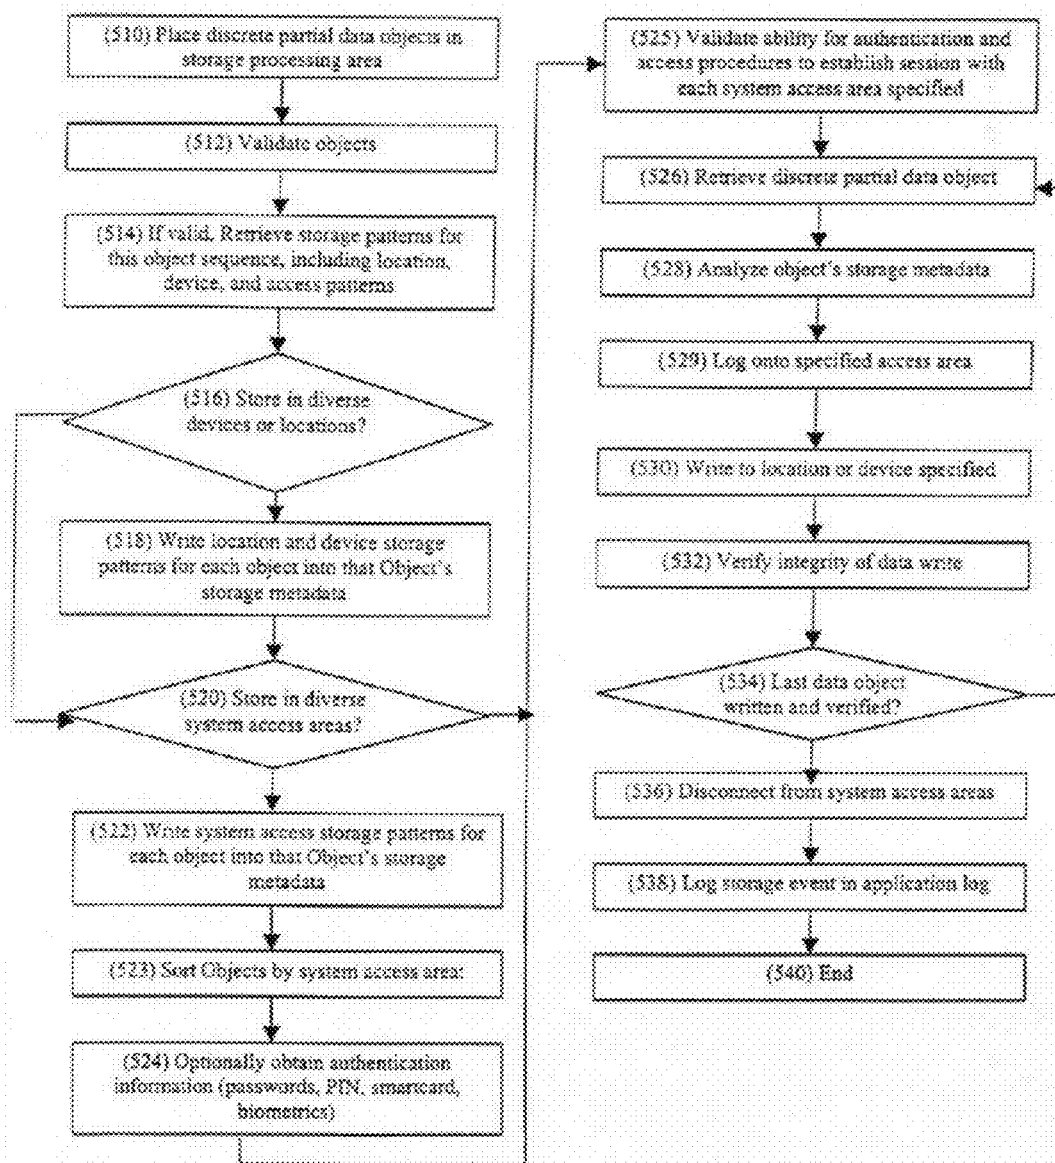 (510) Place discrete partial data objects in
storage processing area
(512) Validate objects
(514) If valid, Retrieve storage patterns for
this object sequence, including location,
device, and access patterns
(516) Store in diverse
devices or locations?
(518) Write location and device storage
patterns for each object into that Object's
storage metadata
(520) Store in diverse
system access areas?
(522) Write system access storage patterns for
each object into that Object's storage
metadata
(523) Sort Objects by system access area:
(524) Optionally obtain authentication
information (passwords, PIN, smartcard,
biometrics)
(525) Validate ability for authentication and
access procedures to establish session with
each system access area specified
(526) Retrieve discrete partial data object
(528) Analyze object's storage metadata
(529) Log onto specified access area
(530) Write to location or device specified
(532) Verify integrity of data write
(534) Last data object
written and verified?
(536) Disconnect from system access areas
(538) Log storage event in application log
(540) End